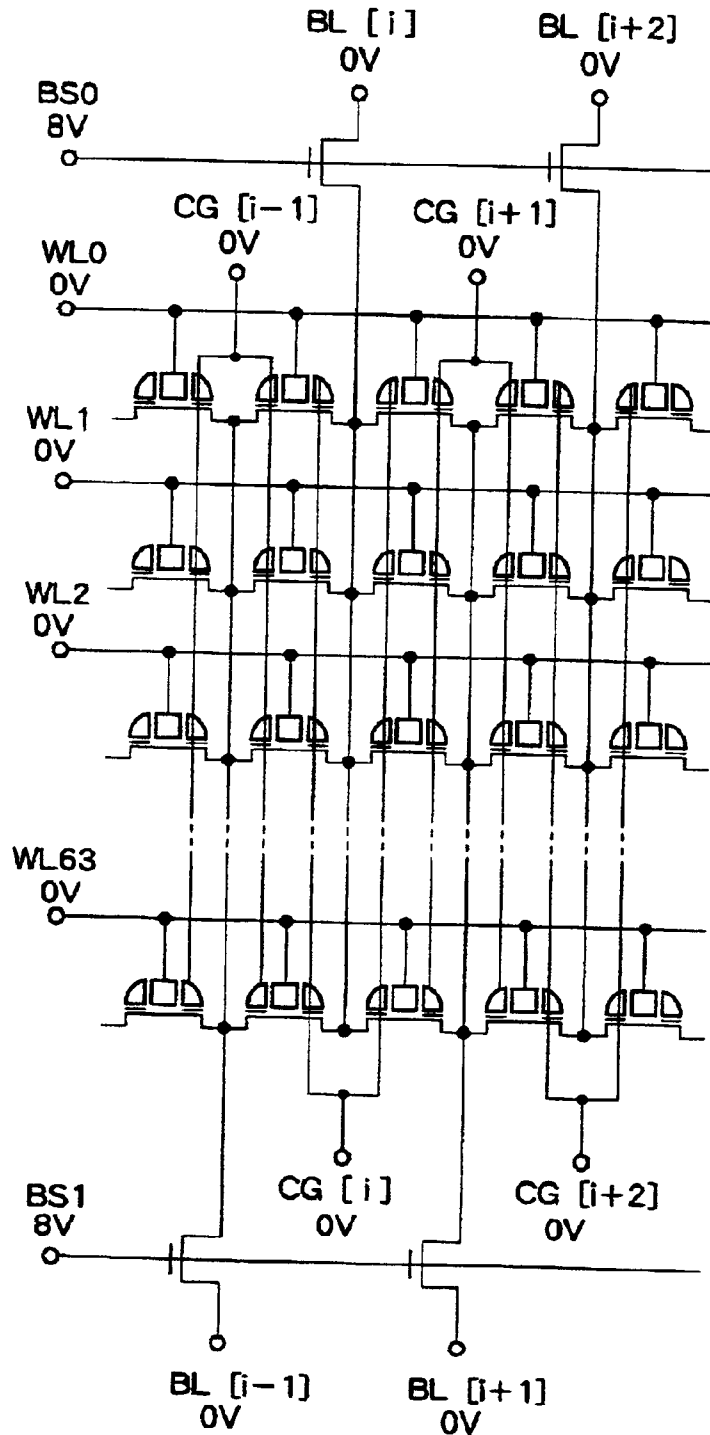 BL [i]
0V
BL [i+2]
0V
BS0
8V
CG [i-1]
0V
CG [i+1]
0V
WL0
0V
WL1
0V
WL2
0V
WL63
0V
CG [i]
0V
CG [i+2]
0V
BS1
8V
BL [i-1]
0V
BL [i+1]
0V